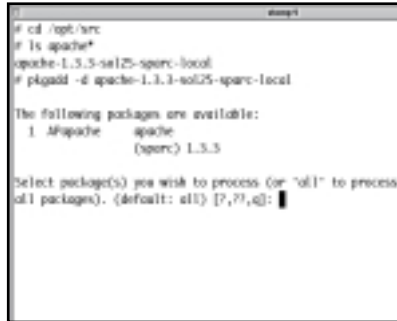 # cd /opt/src
# ls apache*
apache-1.3.3-sol25-sparc-local
# pkgadd -d apache-1.3.3-sol25-sparc-local
The following packages are available:
1 APapache apache
(sparc) 1.3.3
Select package(s) you wish to process (or "all" to process
all packages). (default: all) [?,??,q]: